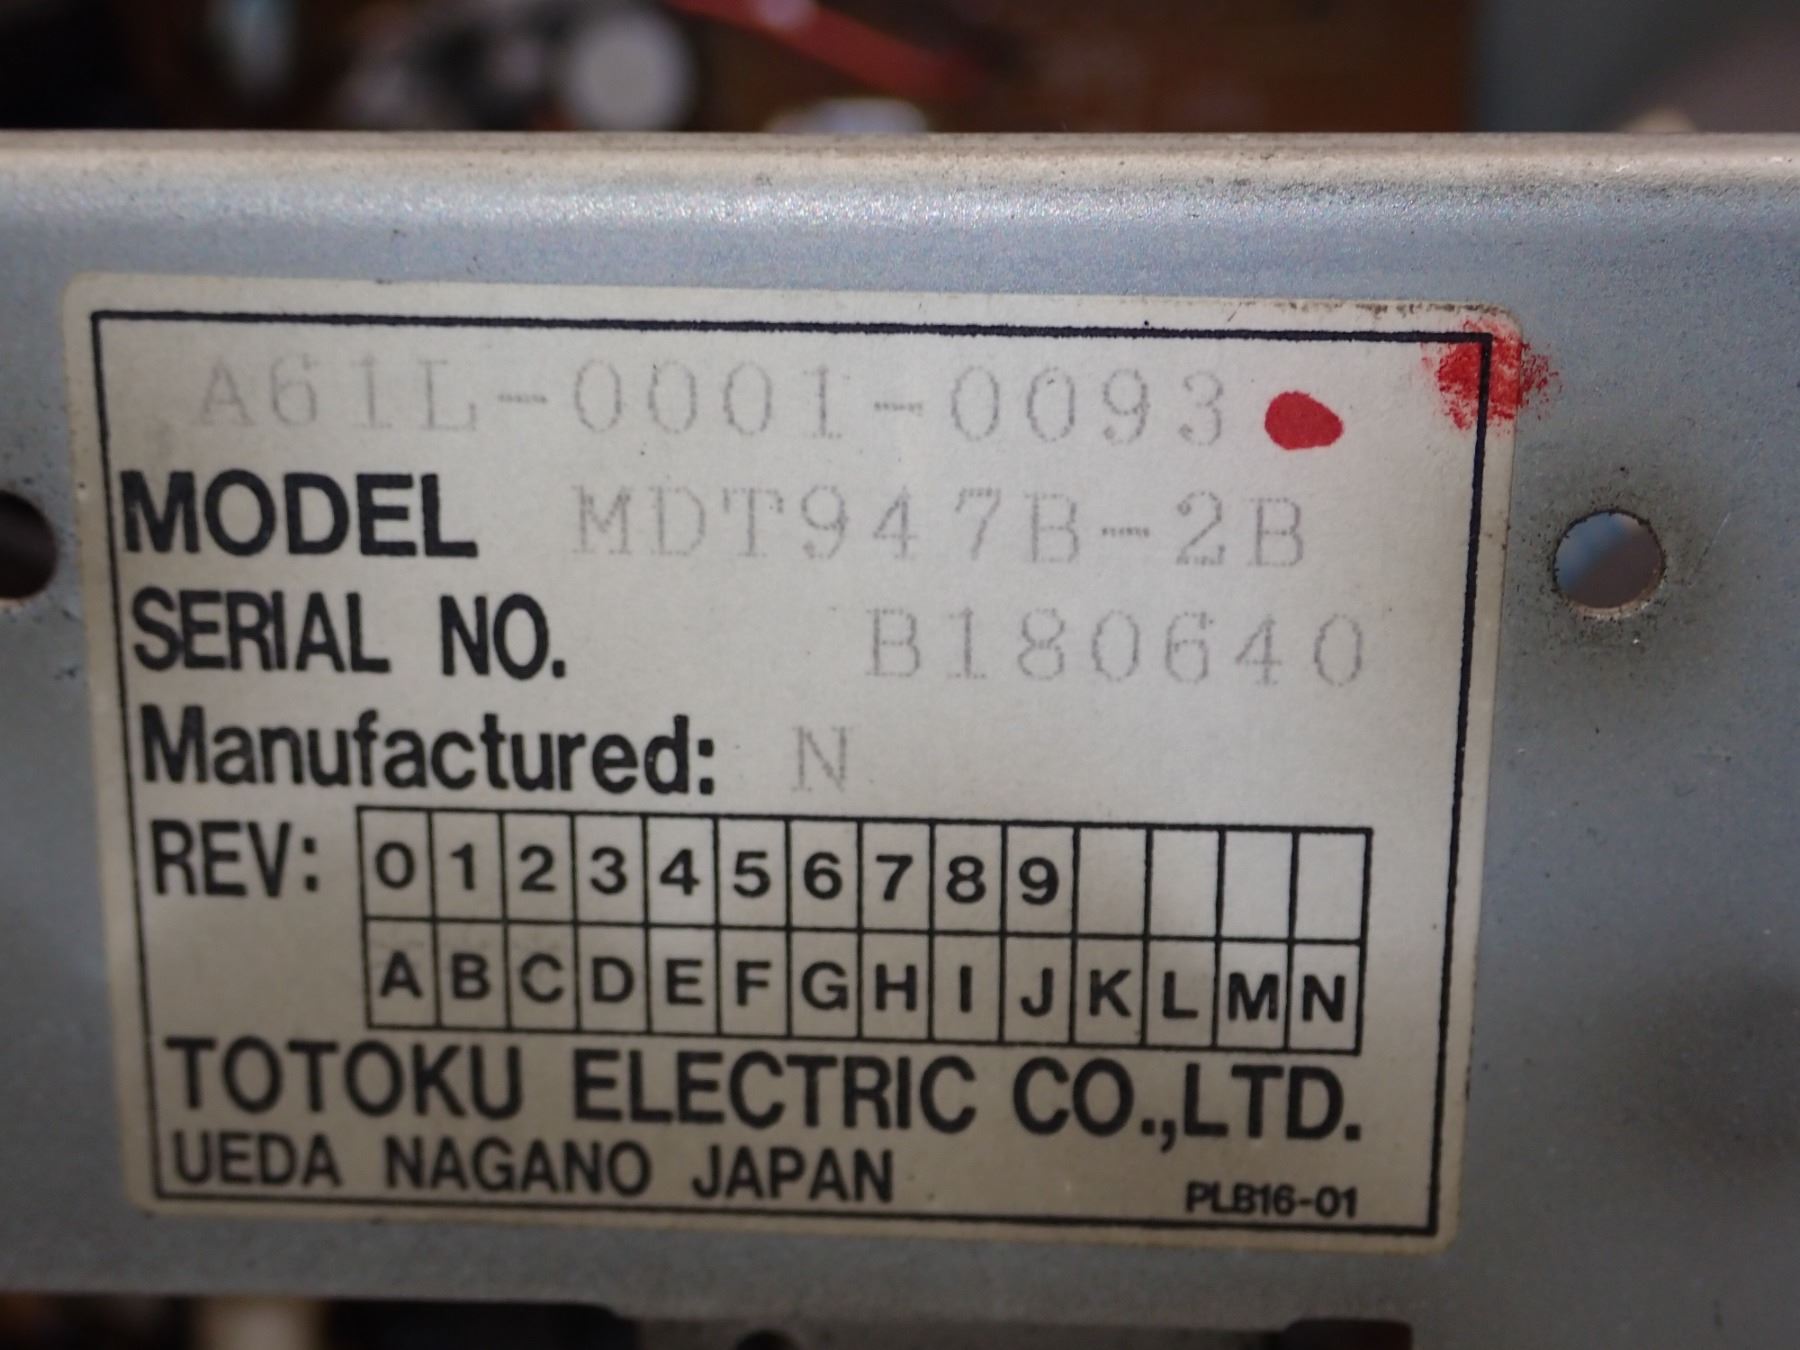 A61L-0001-0093
MODEL MDT947B-2B
SERIAL NO. B180640
Manufactured: N
REV: 0 1 2 3 4 5 6 7 8 9
A B C D E F G H I J K L M N
TOTOKU ELECTRIC CO.,LTD.
UEDA NAGANO JAPAN
PLB16-01